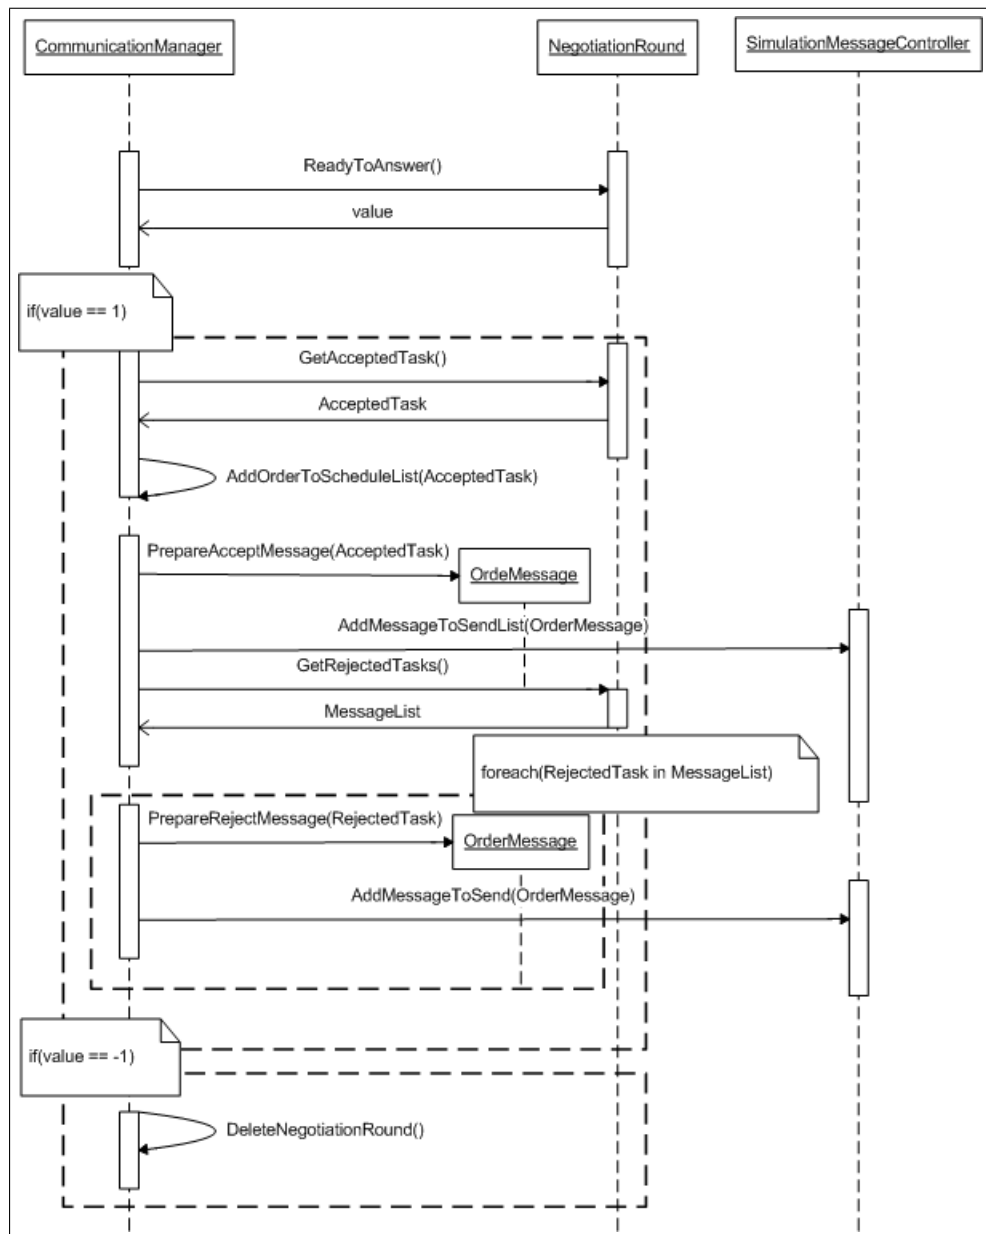 CommunicationManager
NegotiationRound
SimulationMessageController
ReadyToAnswer()
value
if(value == 1)
GetAcceptedTask()
AcceptedTask
AddOrderToScheduleList(AcceptedTask)
PrepareAcceptMessage(AcceptedTask)
OrdeMessage
AddMessageToSendList(OrderMessage)
GetRejectedTasks()
MessageList
foreach(RejectedTask in MessageList)
PrepareRejectMessage(RejectedTask)
OrderMessage
AddMessageToSend(OrderMessage)
if(value == -1)
DeleteNegotiationRound()